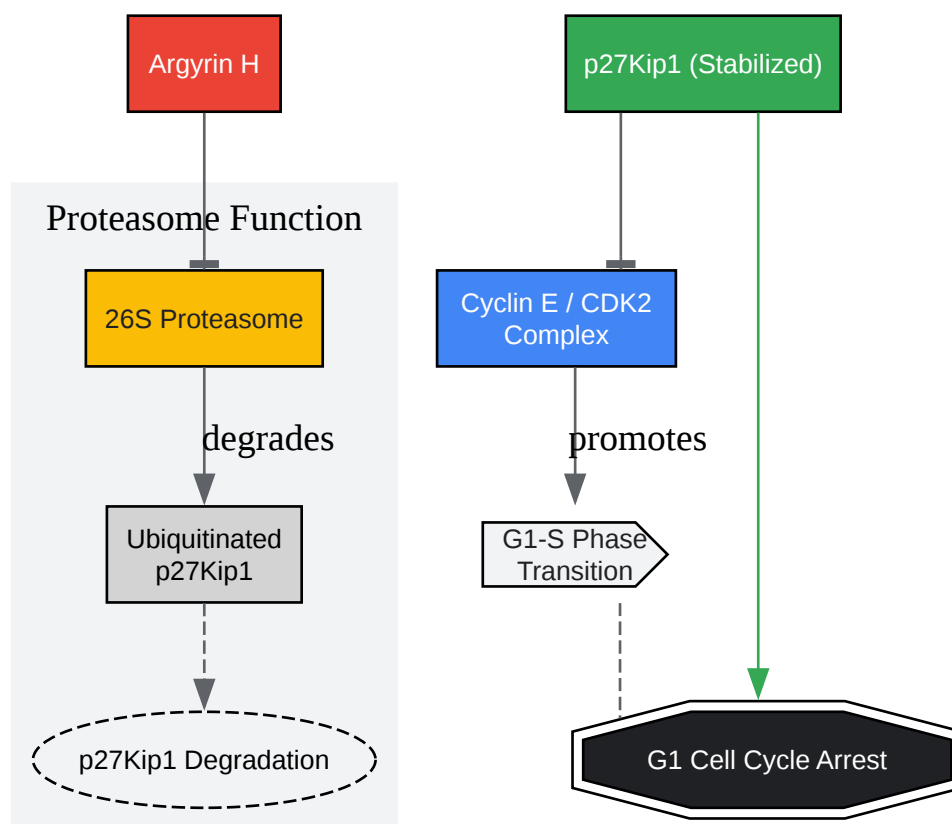 Argyrin H
p27Kip1 (Stabilized)
Proteasome Function
26S Proteasome
Cyclin E / CDK2
Complex
degrades
promotes
Ubiquitinated
p27Kip1
G1-S Phase
Transition
p27Kip1 Degradation
G1 Cell Cycle Arrest